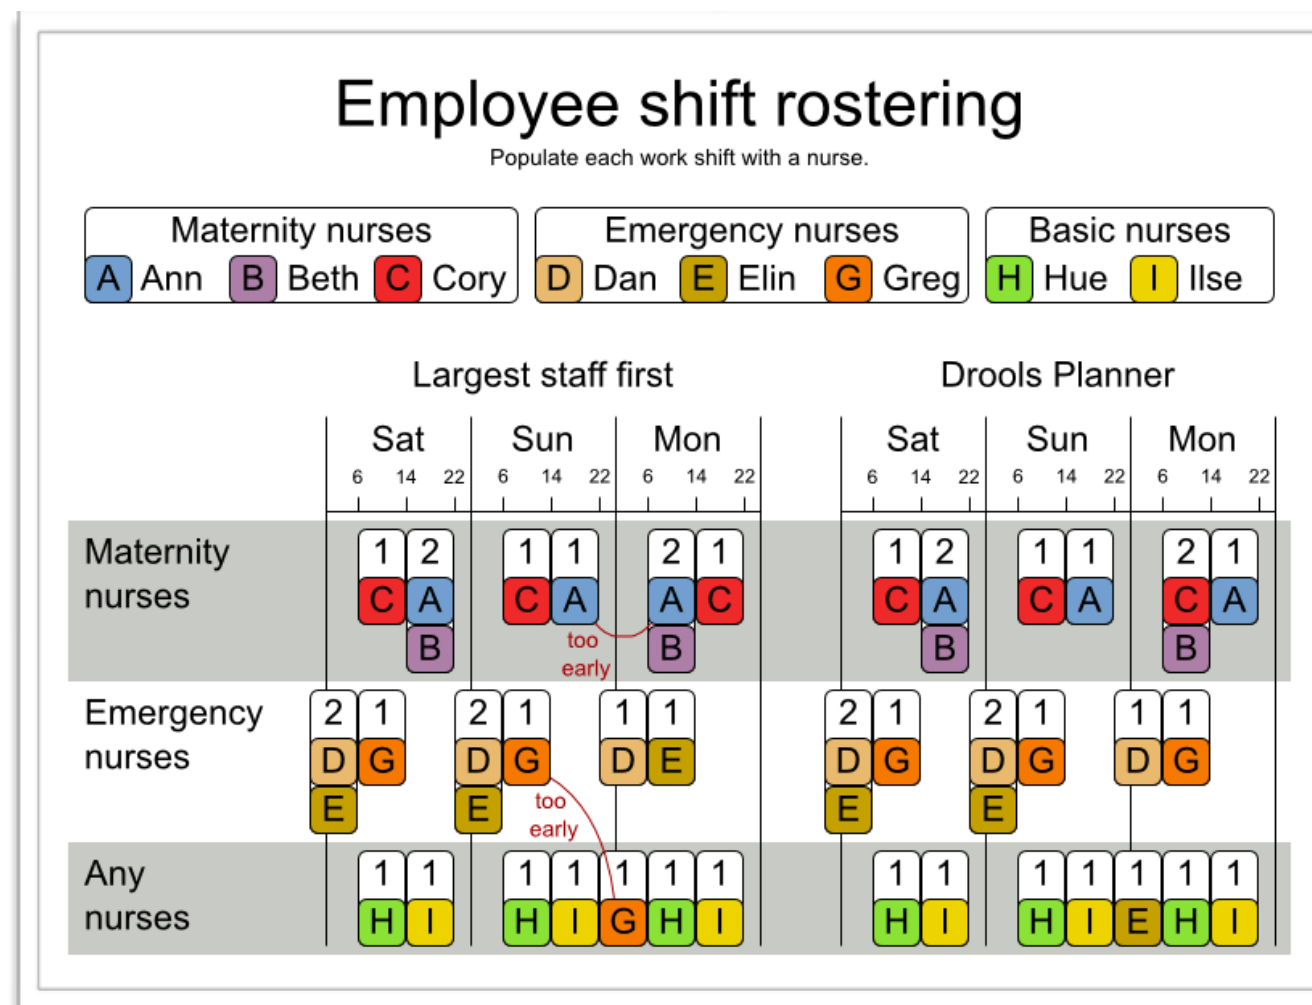 Employee shift rostering
Populate each work shift with a nurse.
Maternity nurses
A Ann B Beth C Cory
Emergency nurses
D Dan E Elin G Greg
Basic nurses
H Hue I Ilse
Largest staff first
Drools Planner
Sat Sun Mon
6 14 22 6 14 22 6 14 22
Sat Sun Mon
6 14 22 6 14 22 6 14 22
Maternity
nurses
1 2 1 1 2 1
C A C A A C
B B
too
early
1 2 1 1 2 1
C A C A C A
B B
Emergency
nurses
2 1 2 1 1 1
D G D G D E
E E
too
early
2 1 2 1 1 1
D G D G D G
E E
Any
nurses
1 1 1 1 1 1 1
H I H I G H I
1 1 1 1 1 1 1
H I H I E H I